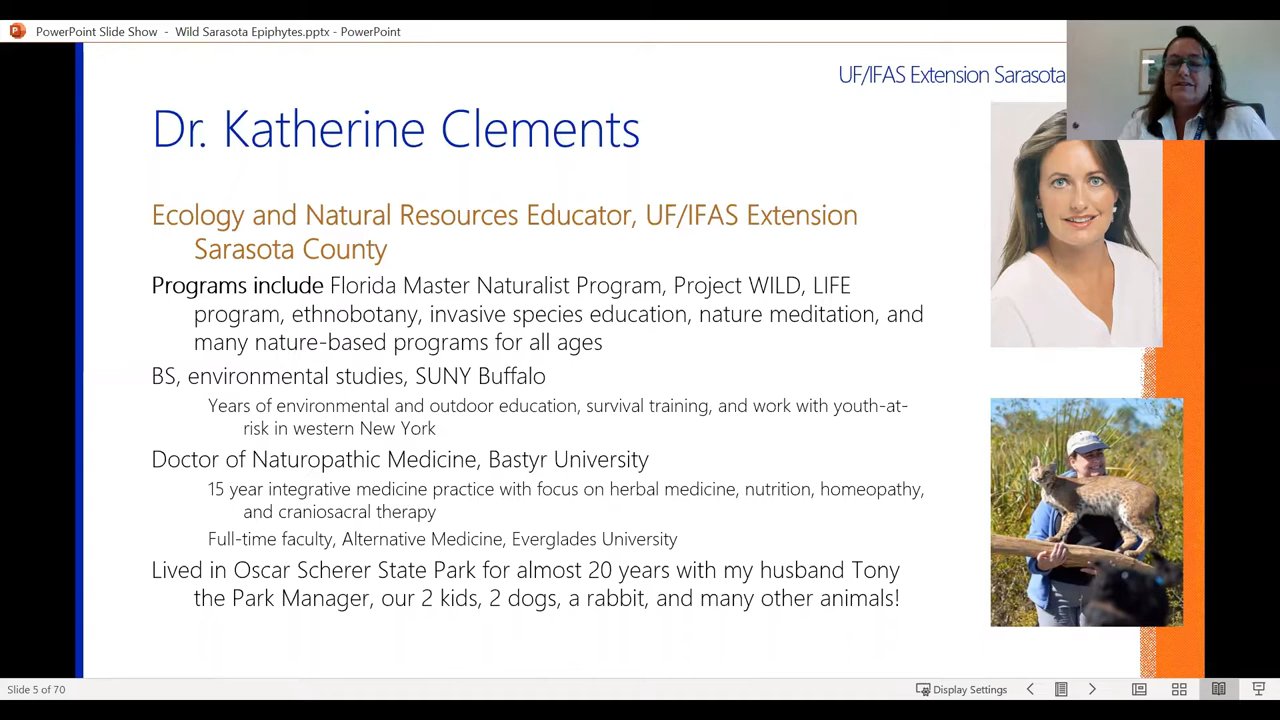 PowerPoint Slide Show - Wild Sarasota Epiphytes.pptx - PowerPoint
UF/IFAS Extension Sarasota
Dr. Katherine Clements
Ecology and Natural Resources Educator, UF/IFAS Extension
Sarasota County
Programs include Florida Master Naturalist Program, Project WILD, LIFE
program, ethnobotany, invasive species education, nature meditation, and
many nature-based programs for all ages
BS, environmental studies, SUNY Buffalo
Years of environmental and outdoor education, survival training, and work with youth-at-
risk in western New York
Doctor of Naturopathic Medicine, Bastyr University
15 year integrative medicine practice with focus on herbal medicine, nutrition, homeopathy,
and craniosacral therapy
Full-time faculty, Alternative Medicine, Everglades University
Lived in Oscar Scherer State Park for almost 20 years with my husband Tony
the Park Manager, our 2 kids, 2 dogs, a rabbit, and many other animals!
Slide 5 of 70
Display Settings